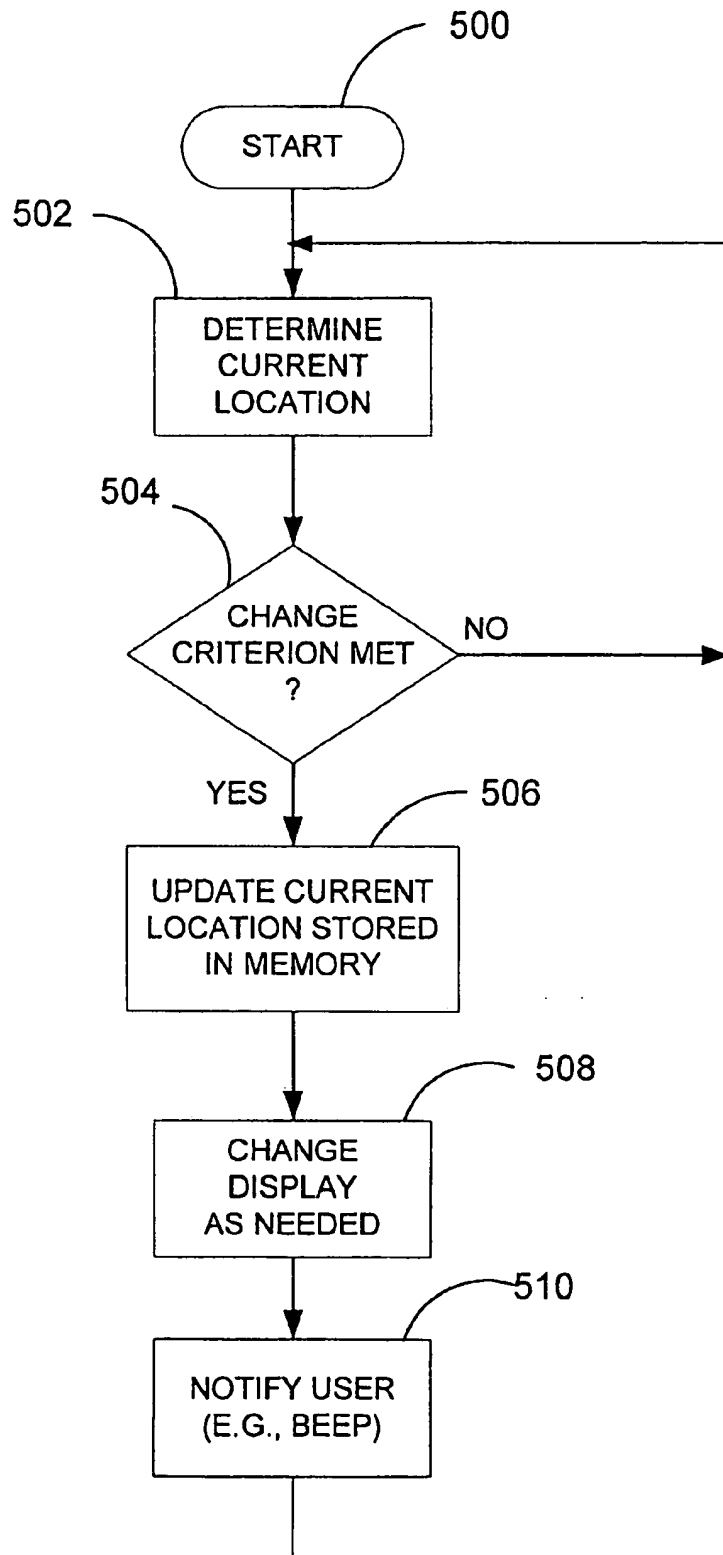 500
START
502
DETERMINE
CURRENT
LOCATION
504
CHANGE
CRITERION MET
?
NO
YES
506
UPDATE CURRENT
LOCATION STORED
IN MEMORY
508
CHANGE
DISPLAY
AS NEEDED
510
NOTIFY USER
(E.G., BEEP)